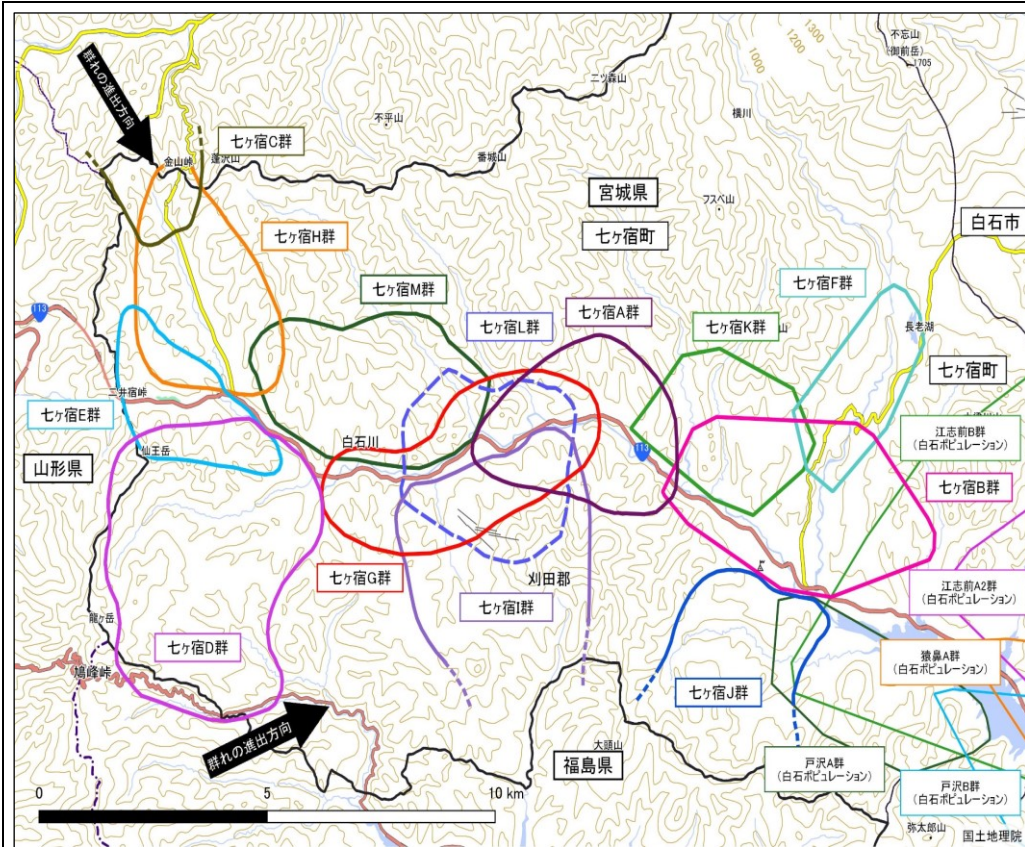 不忘山
(御前岳)
1705
1300
1200
1000
二ツ森山
横川
群れの進出方向
不平山
七ヶ宿C群
金山峠
蓬沢山
番城山
宮城県
フスベ山
七ヶ宿町
白石市
七ヶ宿H群
七ヶ宿M群
七ヶ宿L群
七ヶ宿A群
七ヶ宿K群
七ヶ宿F群
113
山
長老湖
七ヶ宿町
二井宿峠
七ヶ宿E群
白石川
江志前B群
(白石ポピュレーション)
仙王岳
山形県
113
七ヶ宿B群
七ヶ宿G群
刈田郡
七ヶ宿I群
江志前A2群
(白石ポピュレーション)
龍ヶ岳
七ヶ宿D群
猿鼻A群
(白石ポピュレーション)
鳩峰峠
七ヶ宿J群
群れの進出方向
大頭山
福島県
戸沢A群
(白石ポピュレーション)
戸沢B群
(白石ポピュレーション)
0
5
10 km
弥太郎山
国土地理院